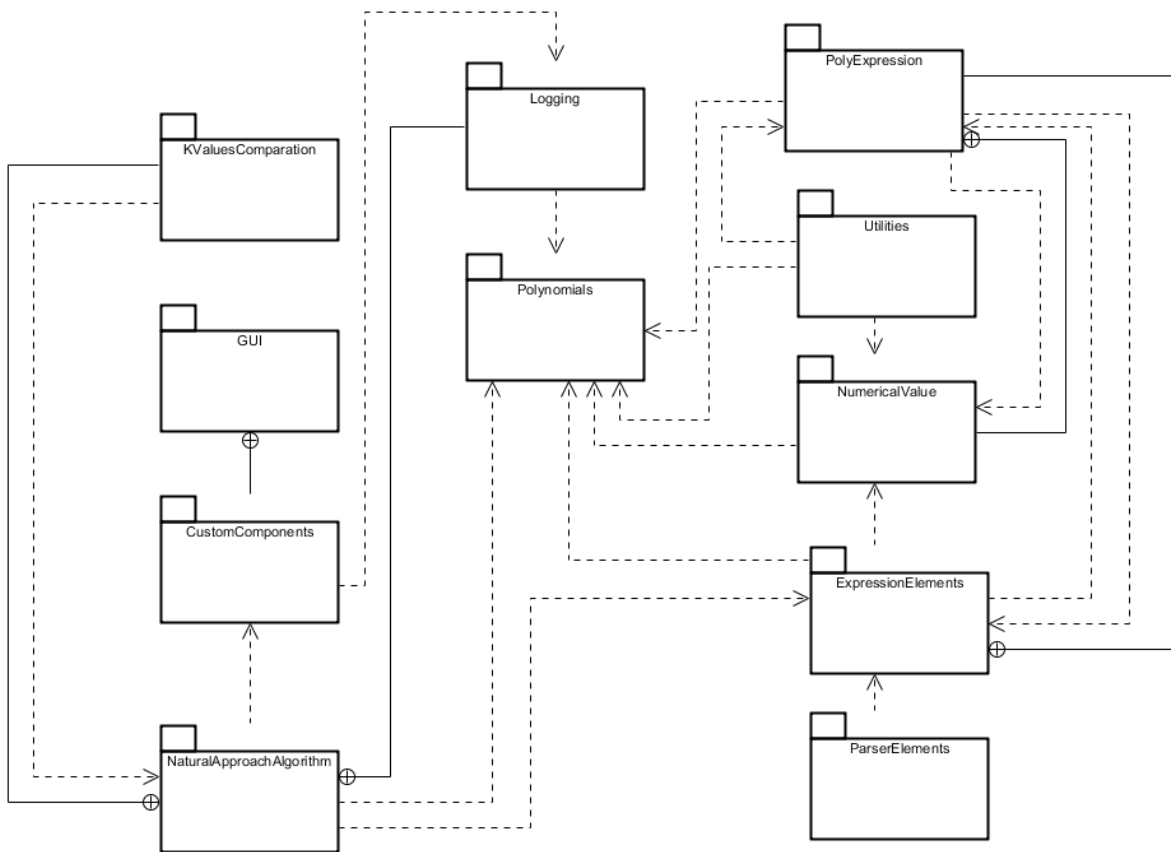 PolyExpression
Logging
KValuesComparation
Utilities
Polynomials
GUI
NumericalValue
CustomComponents
ExpressionElements
NaturalApproachAlgorithm
ParserElements